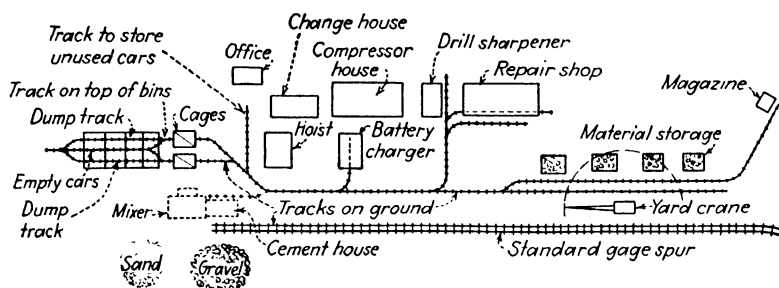 Track to store
unused cars
Office
Change house
Compressor
house
Drill sharpener
Repair shop
Magazine
Track on top of bins
Dump track
Cages
Hoist
Battery
charger
Material storage
Empty cars
Dump
track
Mixer
Tracks on ground
Cement house
Yard crane
Standard gage spur
Sand
Gravel